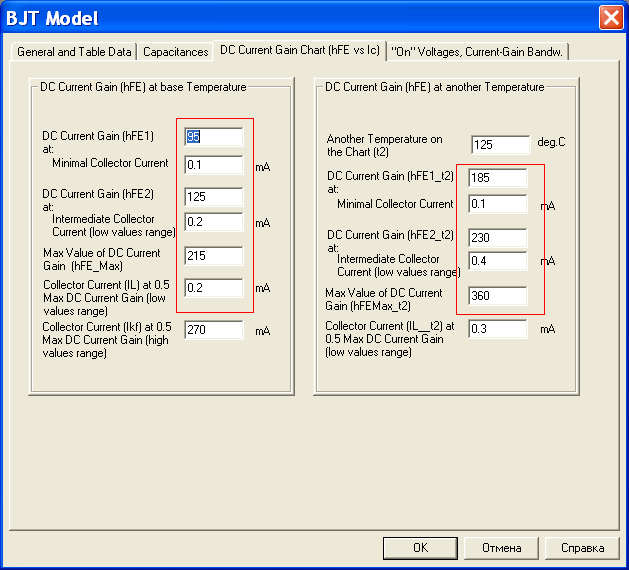 BJT Model
General and Table Data
Capacitances
DC Current Gain Chart (hFE vs Ic)
"On" Voltages, Current-Gain Bandw.
DC Current Gain (hFE) at base Temperature
DC Current Gain (hFE1)
at:
95
Minimal Collector Current
0.1
mA
DC Current Gain (hFE2)
at:
125
Intermediate Collector
Current (low values range)
0.2
mA
Max Value of DC Current
Gain (hFE_Max)
215
Collector Current (IL) at 0.5
Max DC Current Gain (low
values range)
0.2
mA
Collector Current (Ikf) at 0.5
Max DC Current Gain (high
values range)
270
mA
DC Current Gain (hFE) at another Temperature
Another Temperature on
the Chart (t2)
125
deg.C
DC Current Gain (hFE1_t2)
at:
185
Minimal Collector Current
0.1
mA
DC Current Gain (hFE2_t2)
at:
230
Intermediate Collector
Current (low values range)
0.4
mA
Max Value of DC Current
Gain (hFEMax_t2)
360
Collector Current (IL__t2) at
0.5 Max DC Current Gain
(low values range)
0.3
mA
OK
Отмена
Справка